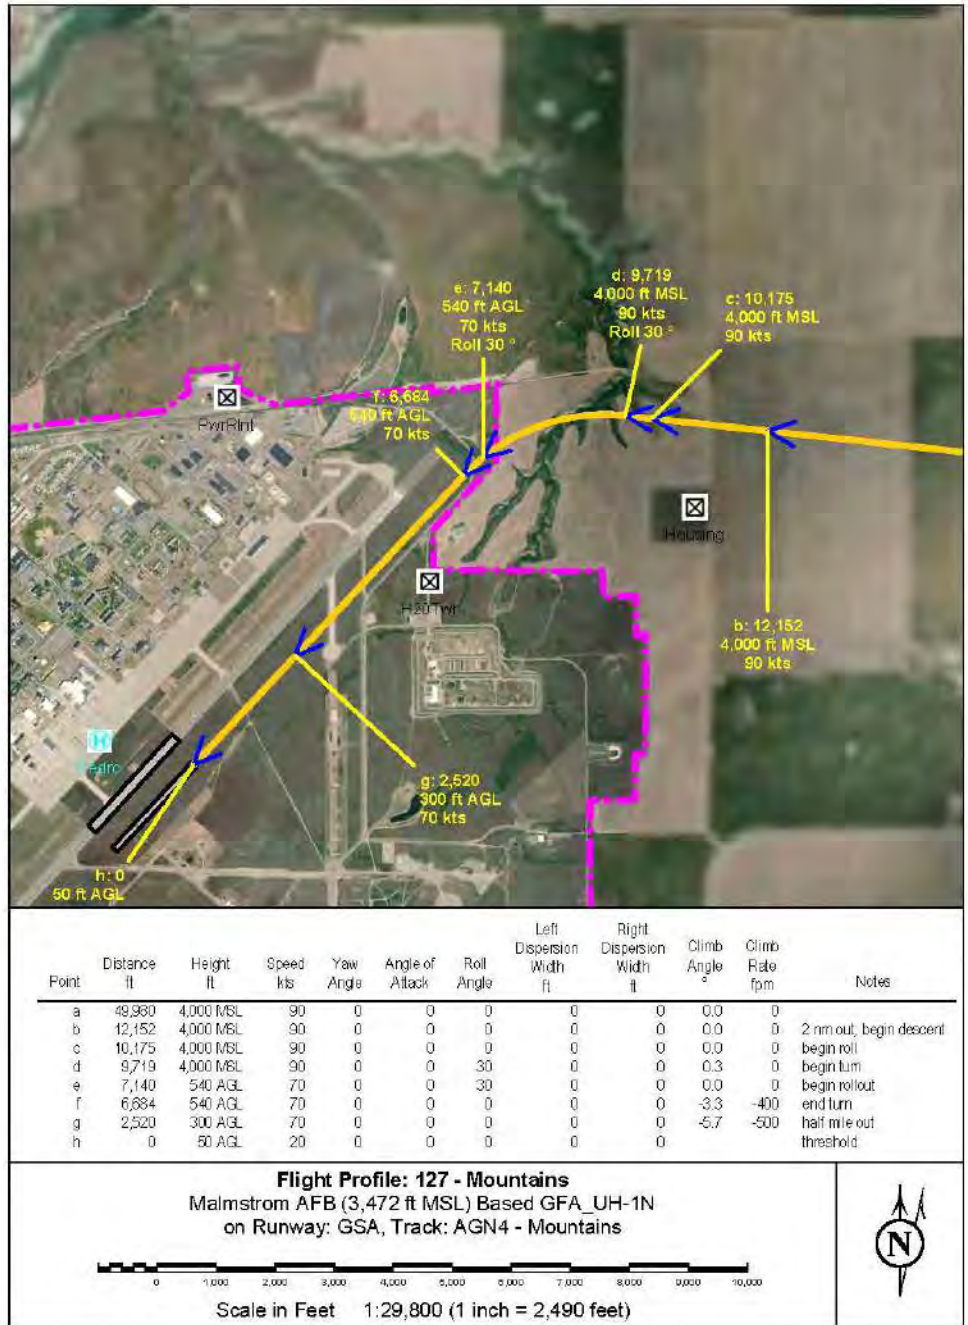 d: 9,719
4,000 ft MSL
90 kts
Roll 30 °
e: 7,140
540 ft AGL
70 kts
Roll 30 °
c: 10,175
4,000 ft MSL
90 kts
f: 6,684
540 ft AGL
70 kts
PwrRlnt
Housing
H20Twr
b: 12,152
4,000 ft MSL
90 kts
H
g: 2,520
300 ft AGL
70 kts
h: 0
50 ft AGL
Point Distance ft Height ft Speed kts Yaw Angle Angle of Attack Roll Angle Left Dispersion Width ft Right Dispersion Width ft Climb Angle ° Climb Rate fpm Notes
a 49,980 4,000 MSL 90 0 0 0 0 0 0.0 0
b 12,152 4,000 MSL 90 0 0 0 0 0 0.0 0 2 nm out, begin descent
c 10,175 4,000 MSL 90 0 0 0 0 0 0.0 0 begin roll
d 9,719 4,000 MSL 90 0 0 30 0 0 0.3 0 begin turn
e 7,140 540 AGL 70 0 0 30 0 0 0.0 0 begin rollout
f 6,684 540 AGL 70 0 0 0 0 0 -3.3 -400 end turn
g 2,520 300 AGL 70 0 0 0 0 0 -5.7 -500 half mile out
h 0 50 AGL 20 0 0 0 0 0 threshold
Flight Profile: 127 - Mountains
Malmstrom AFB (3,472 ft MSL) Based GFA_UH-1N
on Runway: GSA, Track: AGN4 - Mountains
N
0 1,000 2,000 3,000 4,000 5,000 6,000 7,000 8,000 9,000 10,000
Scale in Feet 1:29,800 (1 inch = 2,490 feet)